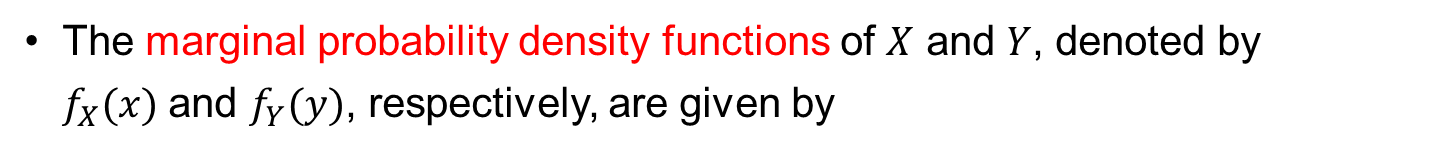 • The marginal probability density functions of X and Y, denoted by
f_X(x) and f_Y(y), respectively, are given by